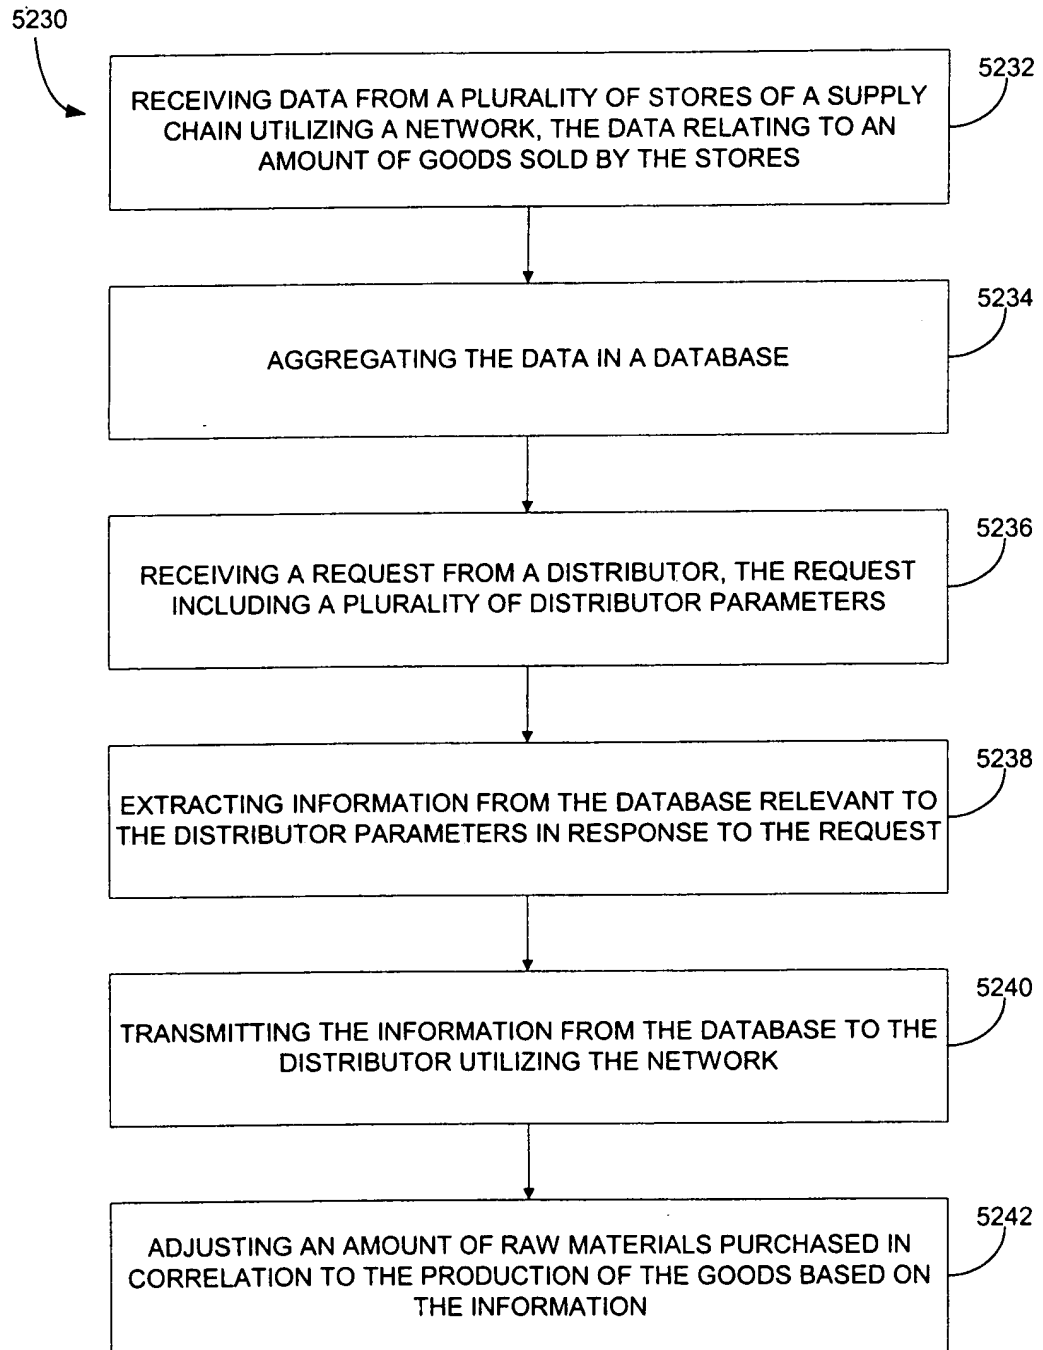 5230
5232
RECEIVING DATA FROM A PLURALITY OF STORES OF A SUPPLY
CHAIN UTILIZING A NETWORK, THE DATA RELATING TO AN
AMOUNT OF GOODS SOLD BY THE STORES
5234
AGGREGATING THE DATA IN A DATABASE
5236
RECEIVING A REQUEST FROM A DISTRIBUTOR, THE REQUEST
INCLUDING A PLURALITY OF DISTRIBUTOR PARAMETERS
5238
EXTRACTING INFORMATION FROM THE DATABASE RELEVANT TO
THE DISTRIBUTOR PARAMETERS IN RESPONSE TO THE REQUEST
5240
TRANSMITTING THE INFORMATION FROM THE DATABASE TO THE
DISTRIBUTOR UTILIZING THE NETWORK
5242
ADJUSTING AN AMOUNT OF RAW MATERIALS PURCHASED IN
CORRELATION TO THE PRODUCTION OF THE GOODS BASED ON
THE INFORMATION